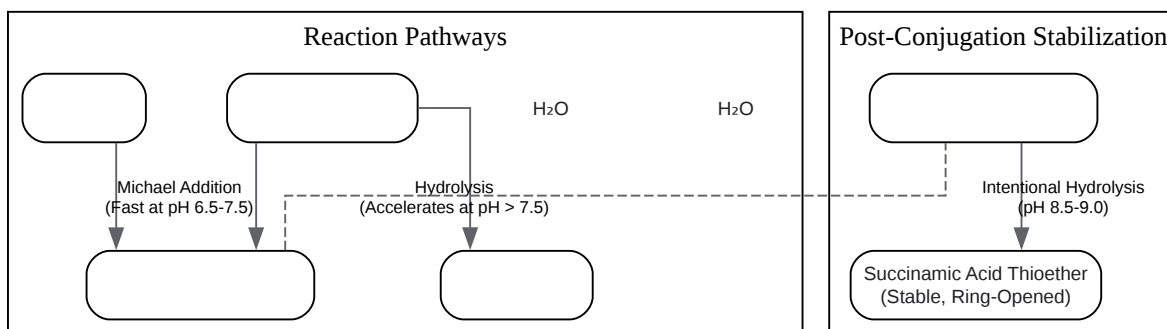 Reaction Pathways
Post-Conjugation Stabilization
H₂O
H₂O
Michael Addition
(Fast at pH 6.5-7.5)
Hydrolysis
(Accelerates at pH > 7.5)
Intentional Hydrolysis
(pH 8.5-9.0)
Succinamic Acid Thioether
(Stable, Ring-Opened)